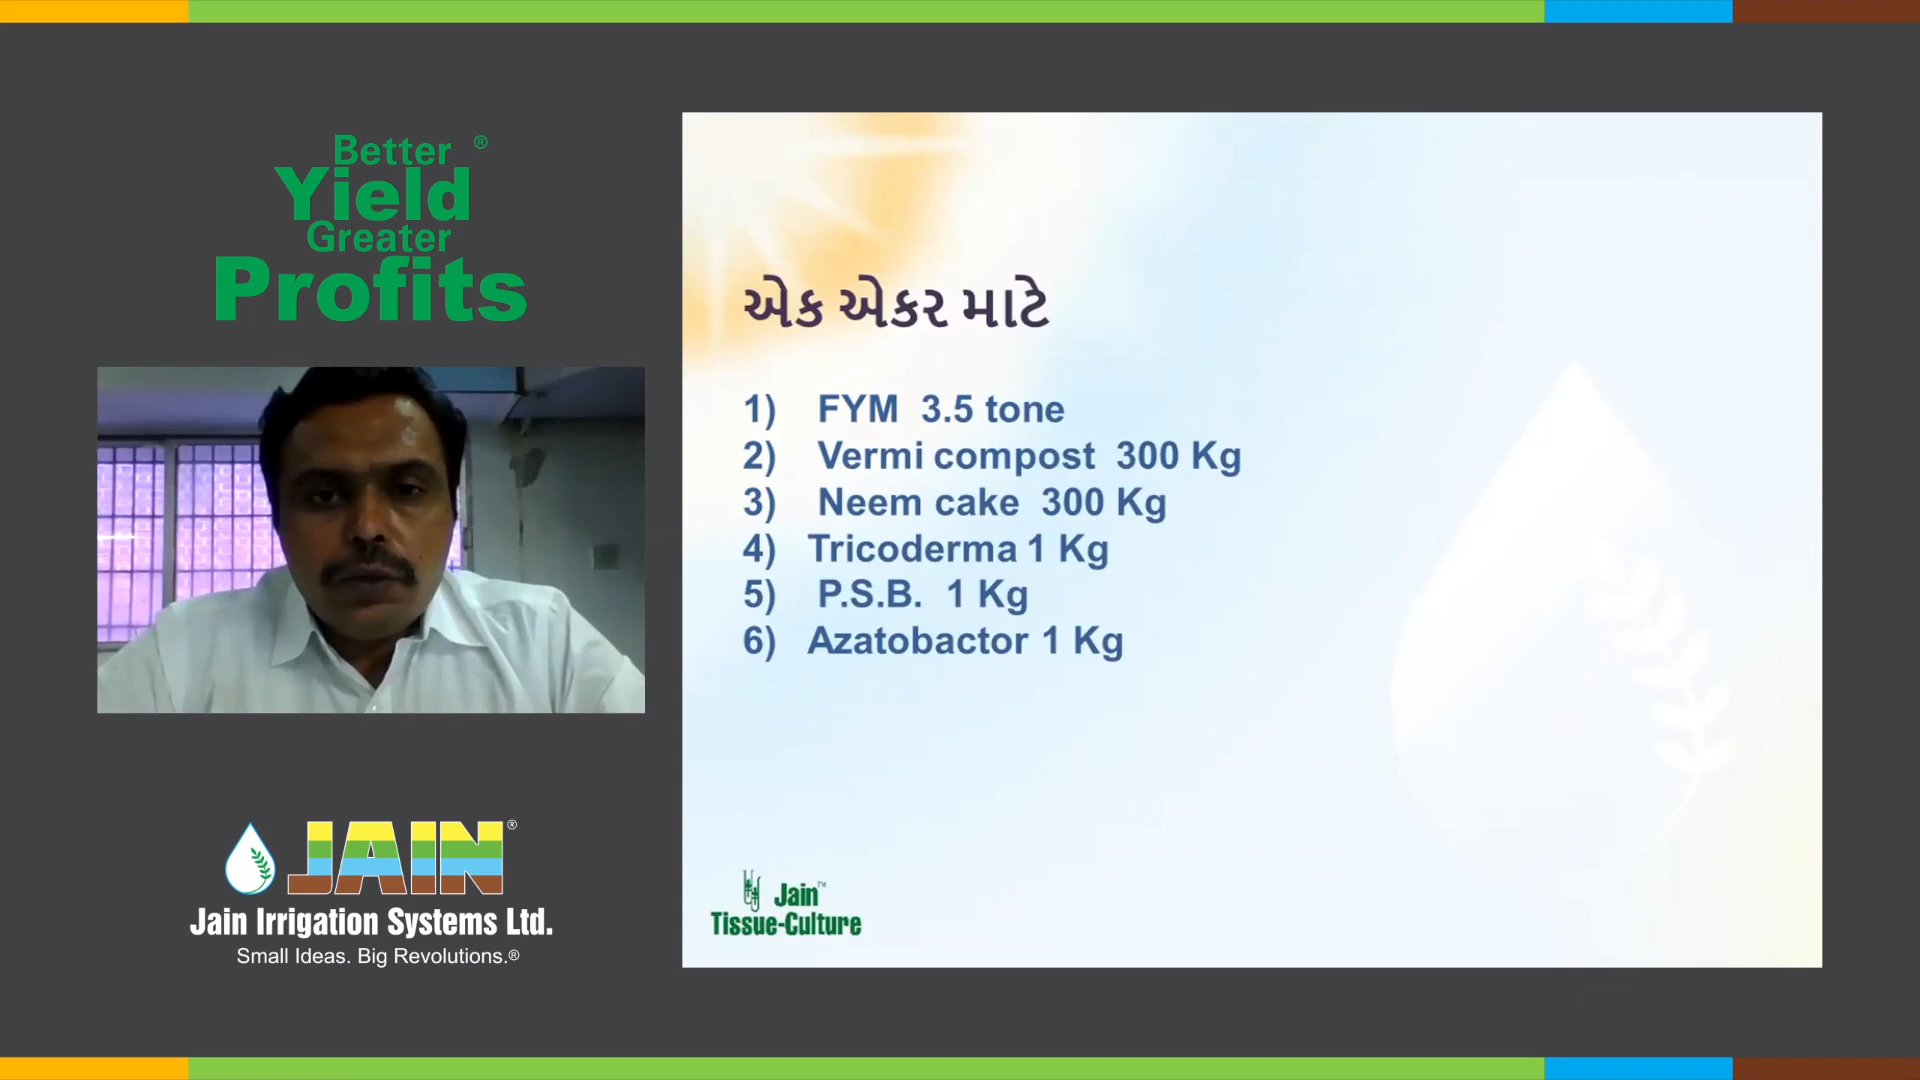 Better ®
Yield
Greater
Profits
એક એકર માટે
1) FYM 3.5 tone
2) Vermi compost 300 Kg
3) Neem cake 300 Kg
4) Tricoderma 1 Kg
5) P.S.B. 1 Kg
6) Azatobactor 1 Kg
JAIN®
Jain Irrigation Systems Ltd.
Small Ideas. Big Revolutions.®
Jain™
Tissue-Culture